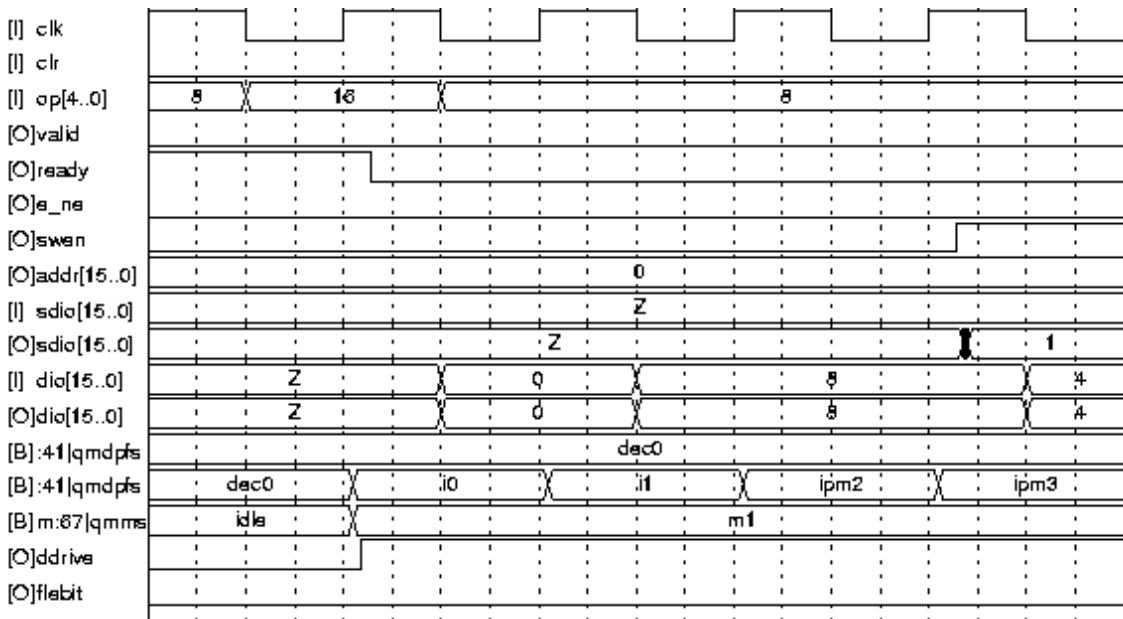 [I] clk
[I] clr
[I] op[4..0] 8 16 8
[O]valid
[O]ready
[O]e_ne
[O]swen
[O]addr[15..0] 0
[I] sdio[15..0] Z
[O]sdio[15..0] Z 1
[I] dio[15..0] Z 0 8 4
[O]dio[15..0] Z 0 8 4
[B]:41|qmdpfs dec0
[B]:41|qmdpfs dec0 i0 i1 ipm2 ipm3
[B]m:67|qmms idle m1
[O]ddrive
[O]flebit